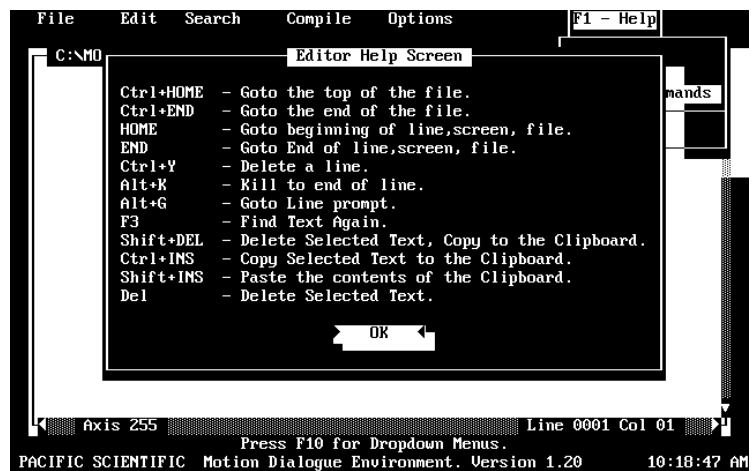 File Edit Search Compile Options F1 - Help
C:\MO Editor Help Screen
Ctrl+HOME - Goto the top of the file. mands
Ctrl+END - Goto the end of the file.
HOME - Goto beginning of line,screen, file.
END - Goto End of line,screen, file.
Ctrl+Y - Delete a line.
Alt+K - Kill to end of line.
Alt+G - Goto Line prompt.
F3 - Find Text Again.
Shift+DEL - Delete Selected Text, Copy to the Clipboard.
Ctrl+INS - Copy Selected Text to the Clipboard.
Shift+INS - Paste the contents of the Clipboard.
Del - Delete Selected Text.
OK
Axis 255 Line 0001 Col 01
Press F10 for Dropdown Menus.
PACIFIC SCIENTIFIC Motion Dialogue Environment. Version 1.20 10:18:47 AM